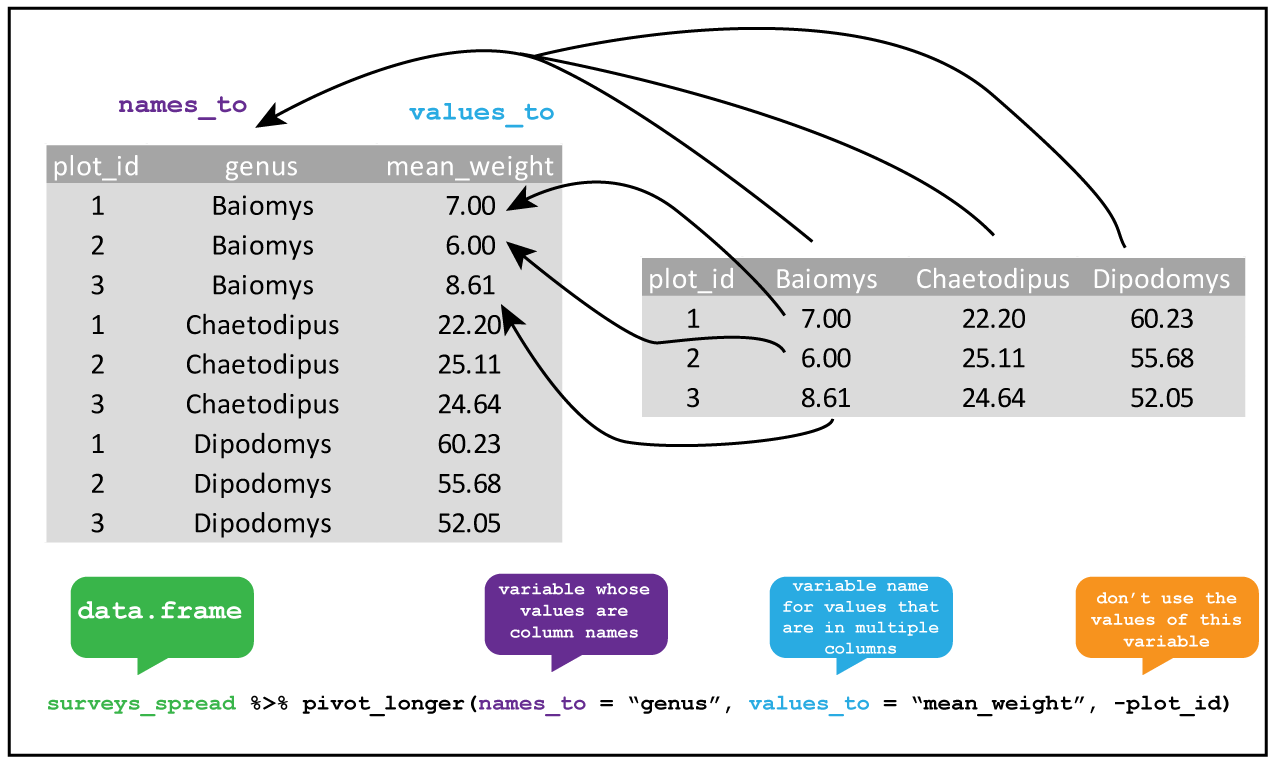 names_to
values_to
plot_id genus mean_weight
1 Baiomys 7.00
2 Baiomys 6.00
3 Baiomys 8.61
1 Chaetodipus 22.20
2 Chaetodipus 25.11
3 Chaetodipus 24.64
1 Dipodomys 60.23
2 Dipodomys 55.68
3 Dipodomys 52.05
plot_id Baiomys Chaetodipus Dipodomys
1 7.00 22.20 60.23
2 6.00 25.11 55.68
3 8.61 24.64 52.05
data.frame
variable whose
values are
column names
variable name
for values that
are in multiple
columns
don’t use the
values of this
variable
surveys_spread %>% pivot_longer(names_to = “genus”, values_to = “mean_weight”, -plot_id)